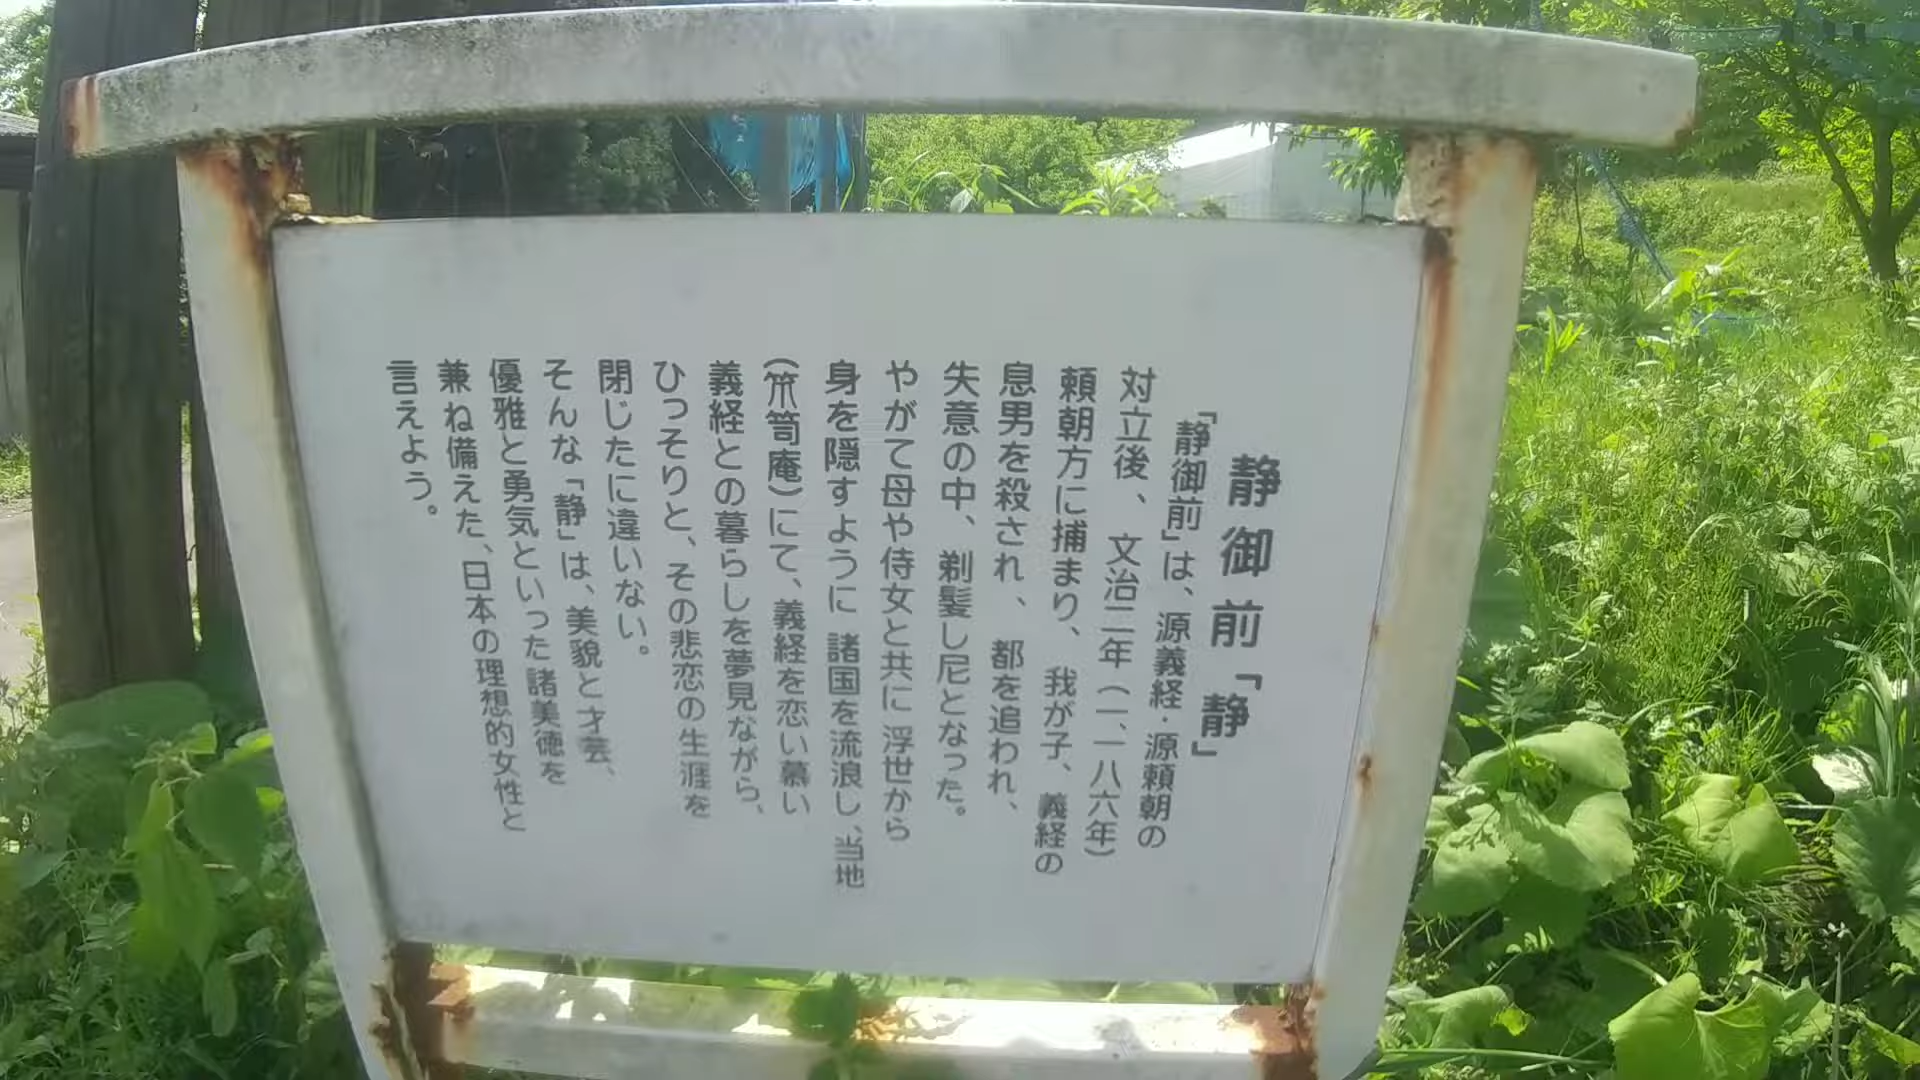 静御前「静」
「静御前」は、源義経・源頼朝の
対立後、文治二年(一、一八六年)
頼朝方に捕まり、我が子、義経の
息男を殺され、都を追われ、
失意の中、剃髪し尼となった。
やがて母や侍女と共に浮世から
身を隠すように諸国を流浪し、当地
(笊笥庵)にて、義経を恋い慕い
義経との暮らしを夢見ながら、
ひっそりと、その悲恋の生涯を
閉じたに違いない。
そんな「静」は、美貌と才芸、
優雅と勇気といった諸美徳を
兼ね備えた、日本の理想的女性と
言えよう。